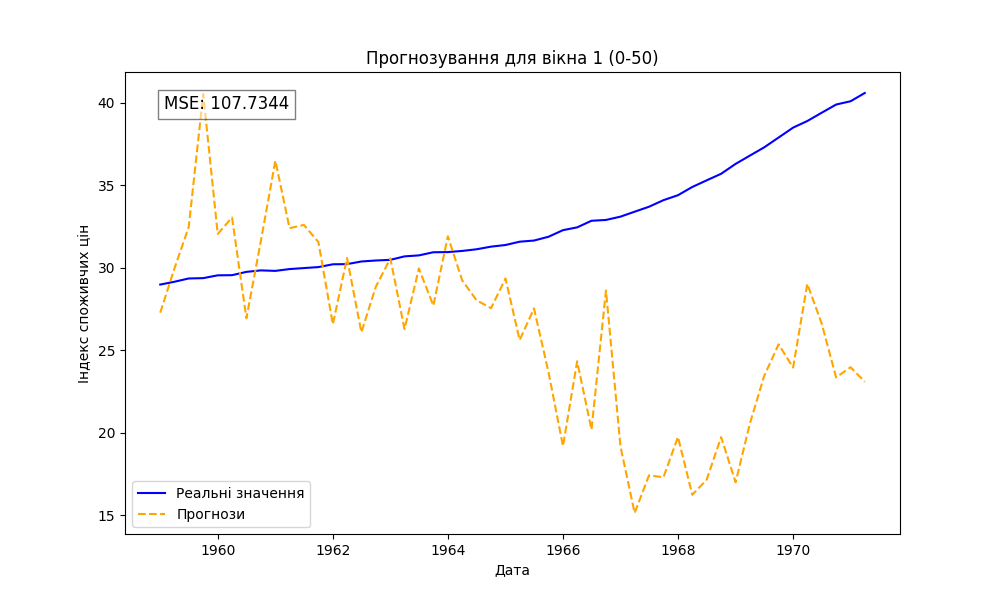 Прогнозування для вікна 1 (0-50)
MSE: 107.7344
40
35
30
25
20
15
Індекс споживчих цін
Реальні значення
Прогнози
1960
1962
1964
1966
1968
1970
Дата